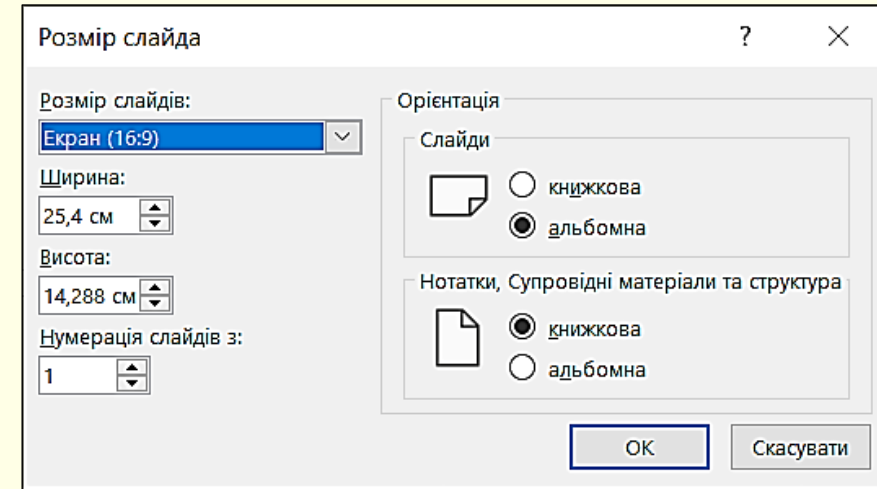 Розмір слайда
Розмір слайдів:
Екран (16:9)
Ширина:
25,4 см
Висота:
14,288 см
Нумерація слайдів з:
1
Орієнтація
Слайди
книжкова
альбомна
Нотатки, Супровідні матеріали та структура
книжкова
альбомна
OK
Скасувати